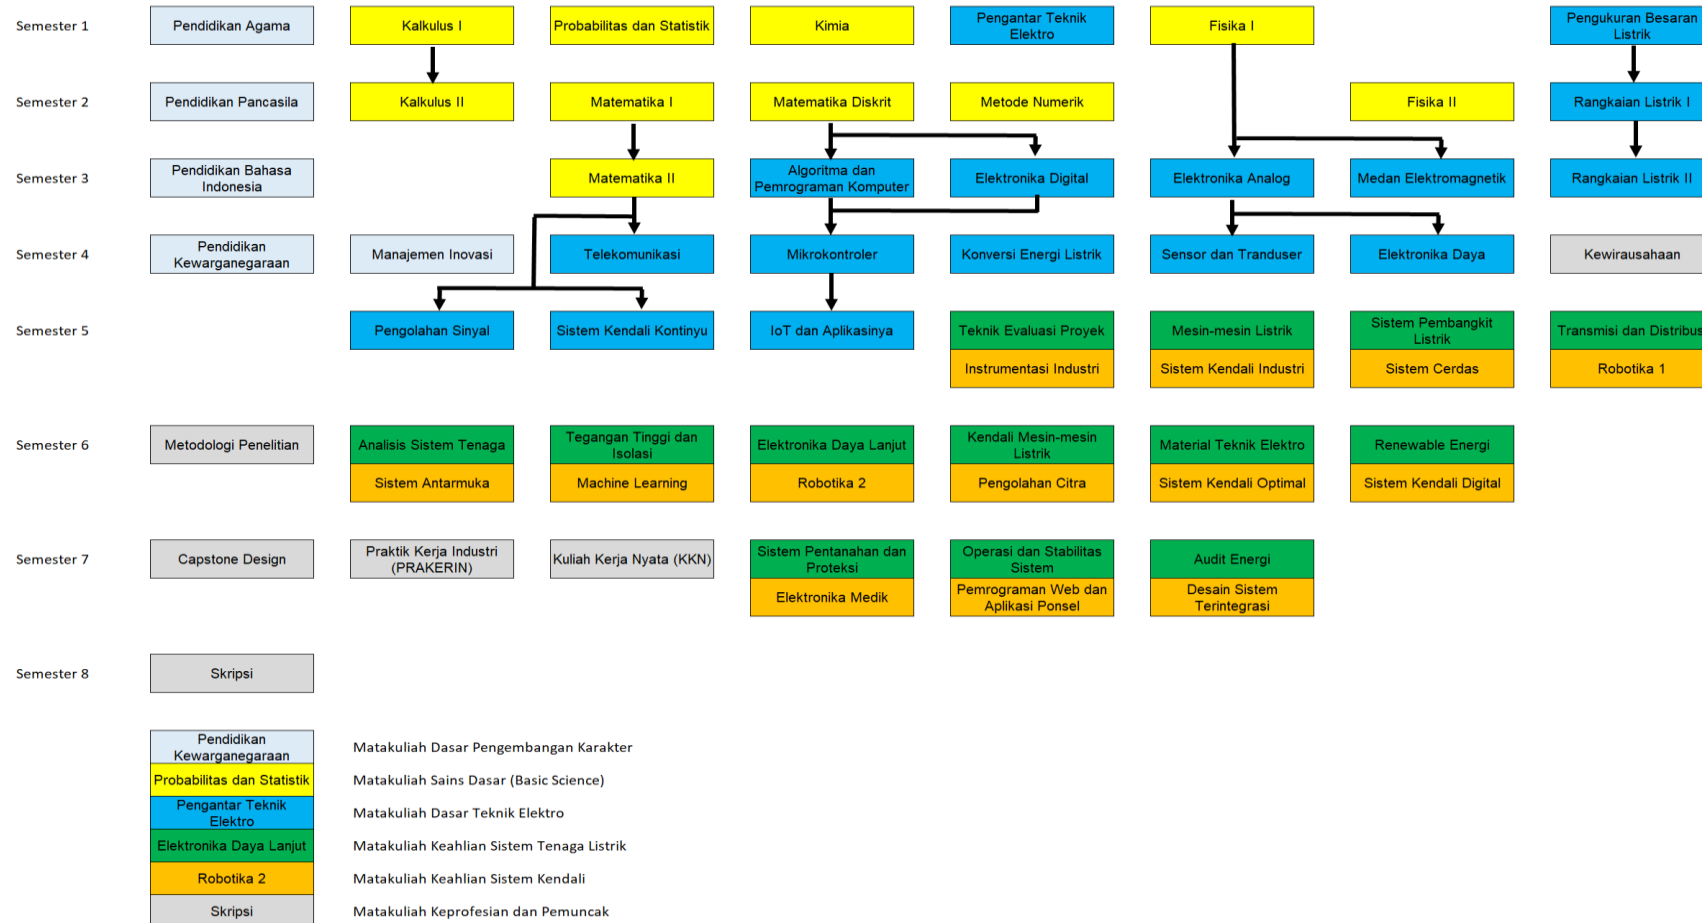 Semester 1
Pendidikan Agama
Kalkulus I
Probabilitas dan Statistik
Kimia
Pengantar Teknik
Elektro
Fisika I
Pengukuran Besaran
Listrik
Semester 2
Pendidikan Pancasila
Kalkulus II
Matematika I
Matematika Diskrit
Metode Numerik
Fisika II
Rangkaian Listrik I
Semester 3
Pendidikan Bahasa
Indonesia
Matematika II
Algoritma dan
Pemrograman Komputer
Elektronika Digital
Elektronika Analog
Medan Elektromagnetik
Rangkaian Listrik II
Semester 4
Pendidikan
Kewarganegaraan
Manajemen Inovasi
Telekomunikasi
Mikrokontroler
Konversi Energi Listrik
Sensor dan Tranduser
Elektronika Daya
Kewirausahaan
Semester 5
Pengolahan Sinyal
Sistem Kendali Kontinyu
IoT dan Aplikasinya
Teknik Evaluasi Proyek
Mesin-mesin Listrik
Sistem Pembangkit
Listrik
Transmisi dan Distribus
Instrumentasi Industri
Sistem Kendali Industri
Sistem Cerdas
Robotika 1
Semester 6
Metodologi Penelitian
Analisis Sistem Tenaga
Tegangan Tinggi dan
Isolasi
Elektronika Daya Lanjut
Kendali Mesin-mesin
Listrik
Material Teknik Elektro
Renewable Energi
Sistem Antarmuka
Machine Learning
Robotika 2
Pengolahan Citra
Sistem Kendali Optimal
Sistem Kendali Digital
Semester 7
Capstone Design
Praktik Kerja Industri
(PRAKERIN)
Kuliah Kerja Nyata (KKN)
Sistem Pentanahan dan
Proteksi
Operasi dan Stabilitas
Sistem
Audit Energi
Elektronika Medik
Pemrograman Web dan
Aplikasi Ponsel
Desain Sistem
Terintegrasi
Semester 8
Skripsi
Pendidikan
Kewarganegaraan
Matakuliah Dasar Pengembangan Karakter
Probabilitas dan Statistik
Matakuliah Sains Dasar (Basic Science)
Pengantar Teknik
Elektro
Matakuliah Dasar Teknik Elektro
Elektronika Daya Lanjut
Matakuliah Keahlian Sistem Tenaga Listrik
Robotika 2
Matakuliah Keahlian Sistem Kendali
Skripsi
Matakuliah Keprofesian dan Pemuncak